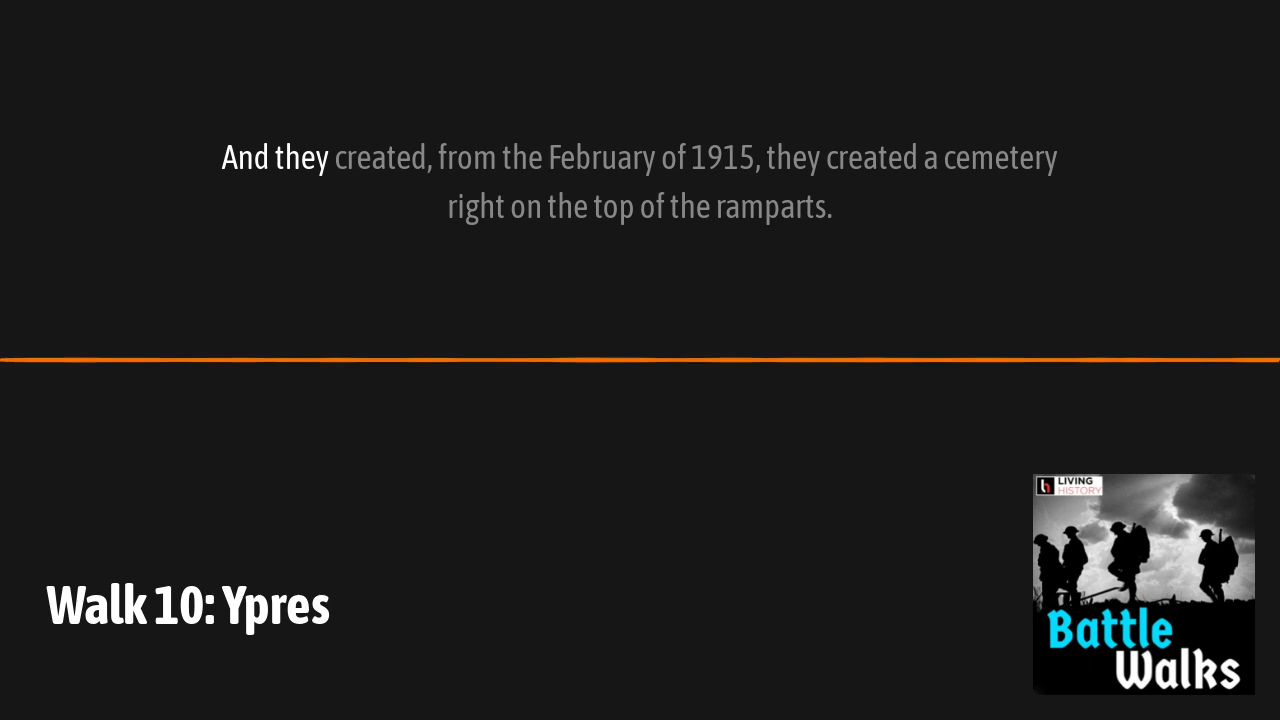 And they created, from the February of 1915, they created a cemetery
right on the top of the ramparts.
Walk 10: Ypres
LIVING
HISTORY
Battle
Walks